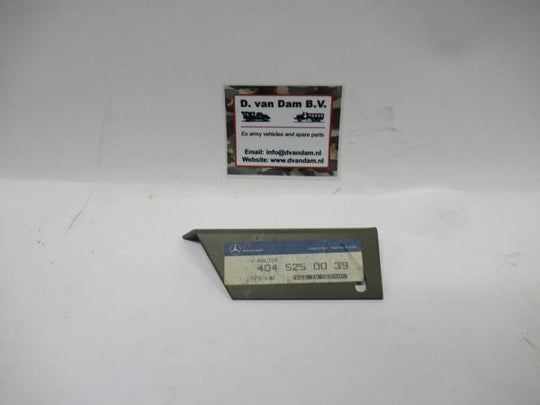 D. van Dam B.V.
Ex army vehicles and spare parts
Email: info@dvandam.nl
Website: www.dvandam.nl
404 525 00 39